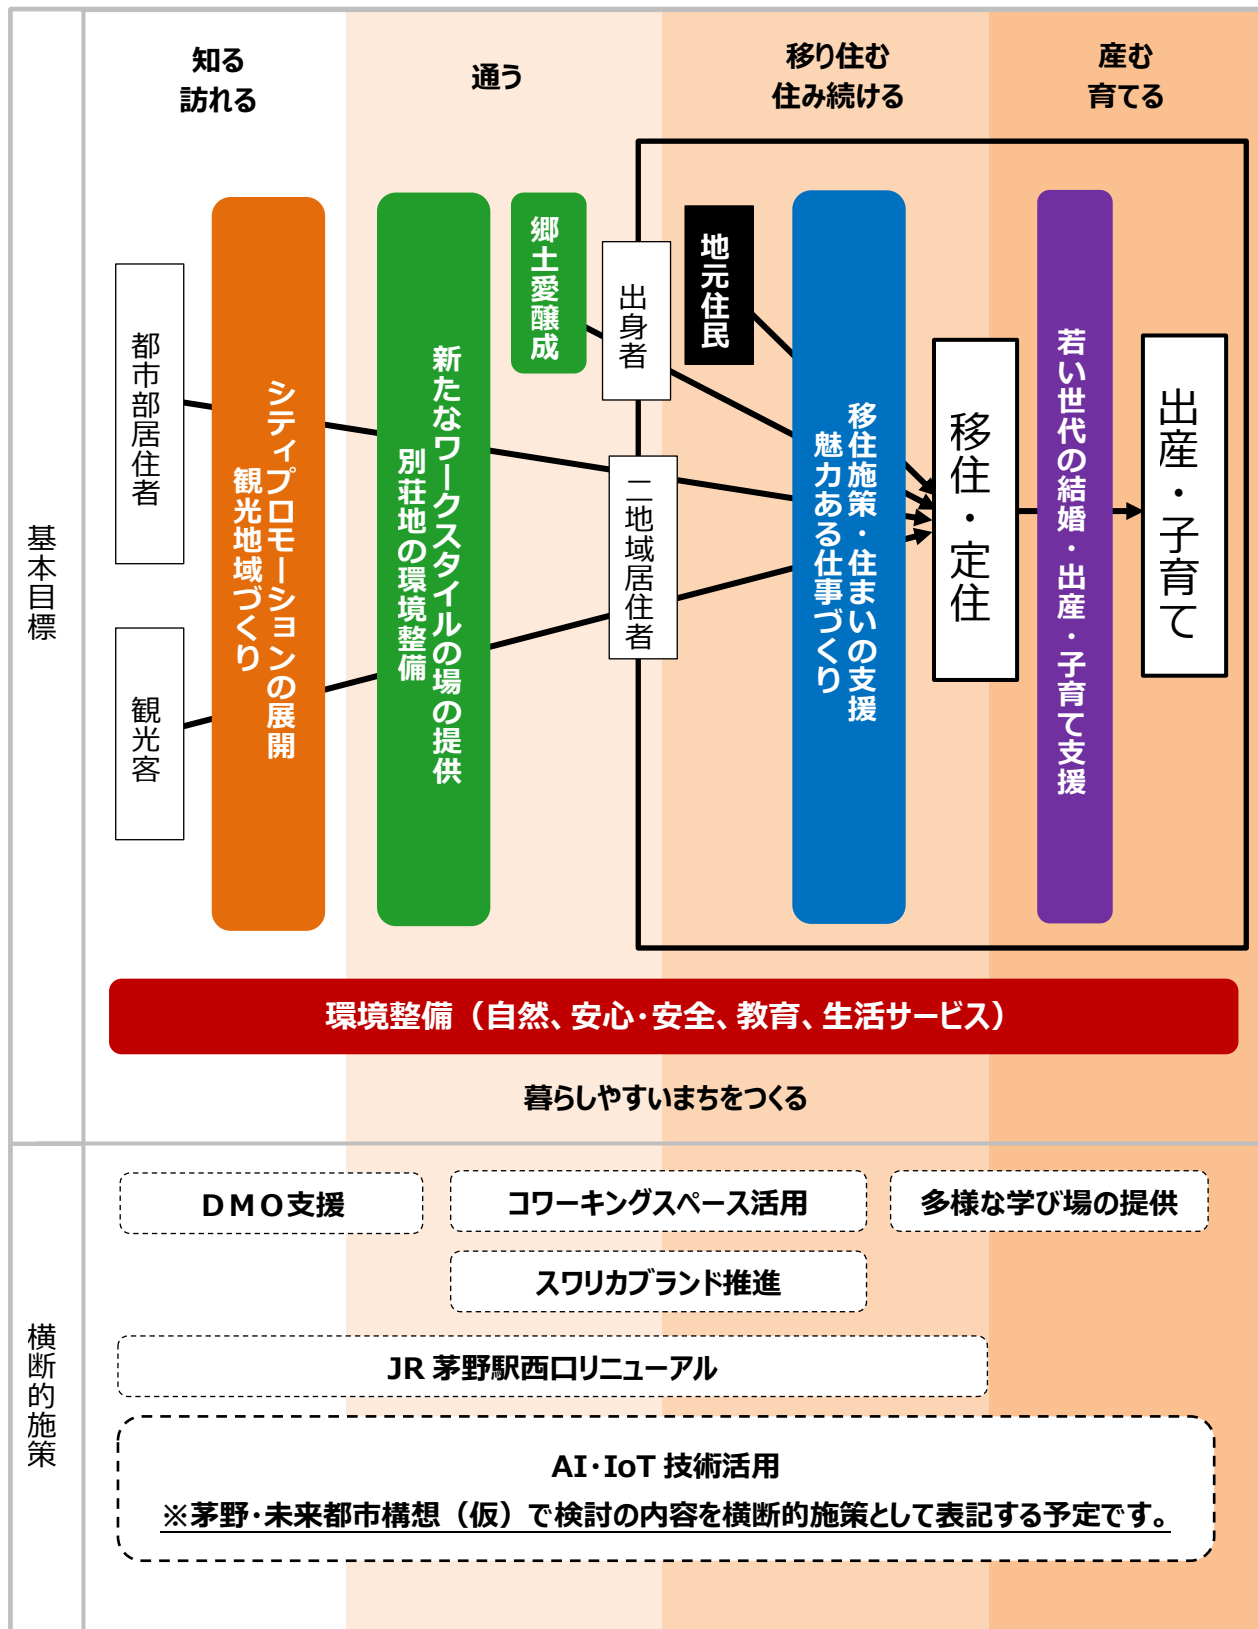 知る
訪れる
通う
移り住む
住み続ける
産む
育てる
基本目標
都市部居住者
観光客
シティプロモーションの展開
観光地域づくり
新たなワークスタイルの場の提供
別荘地の環境整備
郷土愛醸成
出身者
二地域居住者
地元住民
移住施策・住まいの支援
魅力ある仕事づくり
移住・定住
若い世代の結婚・出産・子育て支援
出産・子育て
環境整備（自然、安心・安全、教育、生活サービス）
暮らしやすいまちをつくる
横断的施策
DMO支援
コワーキングスペース活用
多様な学び場の提供
スワリカブランド推進
JR 茅野駅西口リニューアル
AI・IoT 技術活用
※茅野・未来都市構想（仮）で検討の内容を横断的施策として表記する予定です。